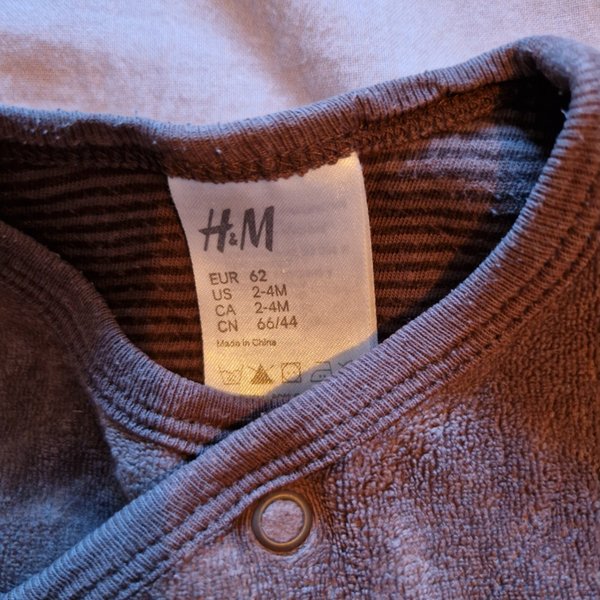 H&M
EUR 62
US 2-4M
CA 2-4M
CN 66/44
Made in China